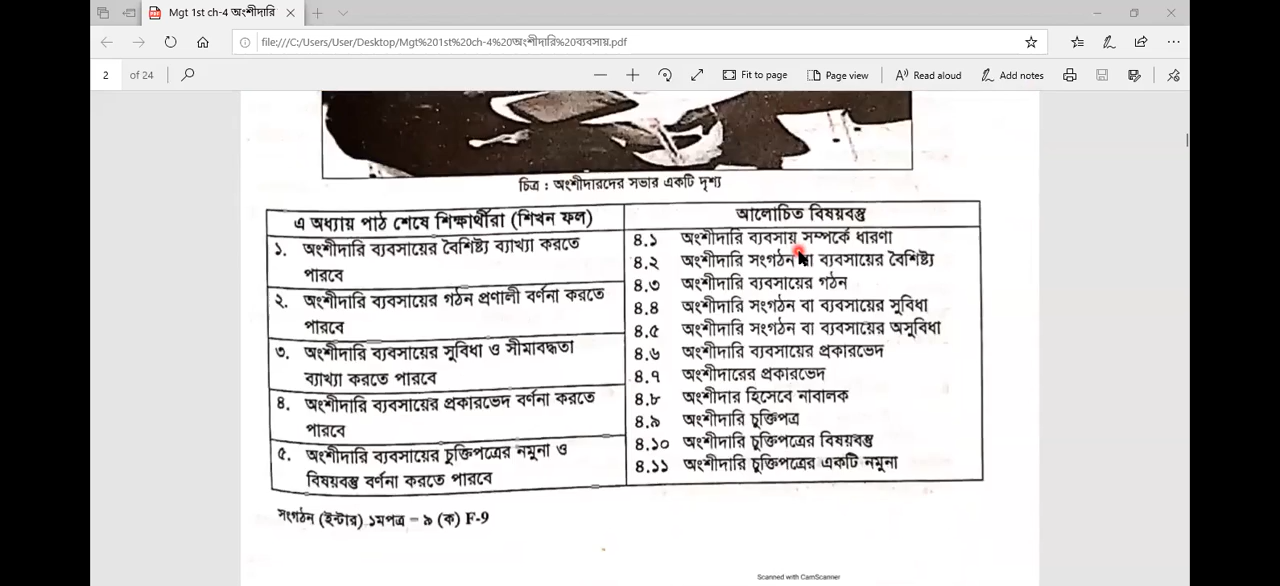 Mgt 1st ch-4 অংশীদারি
file:///C:/Users/User/Desktop/Mgt%201st%20ch-4%20অংশীদারি%20ব্যবসায়.pdf
2 of 24
Fit to page
Page view
Read aloud
Add notes
চিত্র : অংশীদারদের সভার একটি দৃশ্য
এ অধ্যায় পাঠ শেষে শিক্ষার্থীরা (শিখন ফল)
১. অংশীদারি ব্যবসায়ের বৈশিষ্ট্য ব্যাখ্যা করতে
পারবে
২. অংশীদারি ব্যবসায়ের গঠন প্রণালী বর্ণনা করতে
পারবে
৩. অংশীদারি ব্যবসায়ের সুবিধা ও সীমাবদ্ধতা
ব্যাখ্যা করতে পারবে
৪. অংশীদারি ব্যবসায়ের প্রকারভেদ বর্ণনা করতে
পারবে
৫. অংশীদারি ব্যবসায়ের চুক্তিপত্রের নমুনা ও
বিষয়বস্তু বর্ণনা করতে পারবে
আলোচিত বিষয়বস্তু
৪.১ অংশীদারি ব্যবসায় সম্পর্কে ধারণা
৪.২ অংশীদারি সংগঠন বা ব্যবসায়ের বৈশিষ্ট্য
৪.৩ অংশীদারি ব্যবসায়ের গঠন
৪.৪ অংশীদারি সংগঠন বা ব্যবসায়ের সুবিধা
৪.৫ অংশীদারি সংগঠন বা ব্যবসায়ের অসুবিধা
৪.৬ অংশীদারি ব্যবসায়ের প্রকারভেদ
৪.৭ অংশীদারের প্রকারভেদ
৪.৮ অংশীদার হিসেবে নাবালক
৪.৯ অংশীদারি চুক্তিপত্র
৪.১০ অংশীদারি চুক্তিপত্রের বিষয়বস্তু
৪.১১ অংশীদারি চুক্তিপত্রের একটি নমুনা
সংগঠন (ইন্টার) ১মপত্র – ৯ (ক) F-9
Scanned with CamScanner